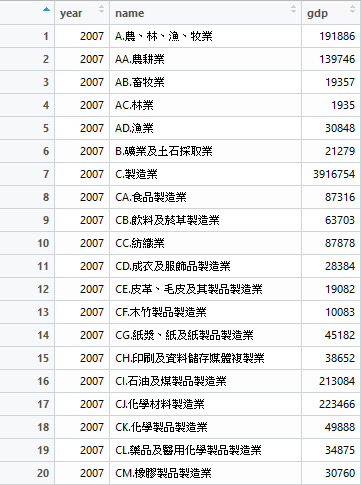 year name gdp
1 2007 A.農、林、漁、牧業 191886
2 2007 AA.農耕業 139746
3 2007 AB.畜牧業 19357
4 2007 AC.林業 1935
5 2007 AD.漁業 30848
6 2007 B.礦業及土石採取業 21279
7 2007 C.製造業 3916754
8 2007 CA.食品製造業 87316
9 2007 CB.飲料及菸草製造業 63703
10 2007 CC.紡織業 87878
11 2007 CD.成衣及服飾品製造業 28384
12 2007 CE.皮革、毛皮及其製品製造業 19082
13 2007 CF.木竹製品製造業 10083
14 2007 CG.紙漿、紙及紙製品製造業 45182
15 2007 CH.印刷及資料儲存媒體複製業 38652
16 2007 CI.石油及煤製品製造業 213084
17 2007 CJ.化學材料製造業 223466
18 2007 CK.化學製品製造業 49888
19 2007 CL.藥品及醫用化學製品製造業 34875
20 2007 CM.橡膠製品製造業 30760